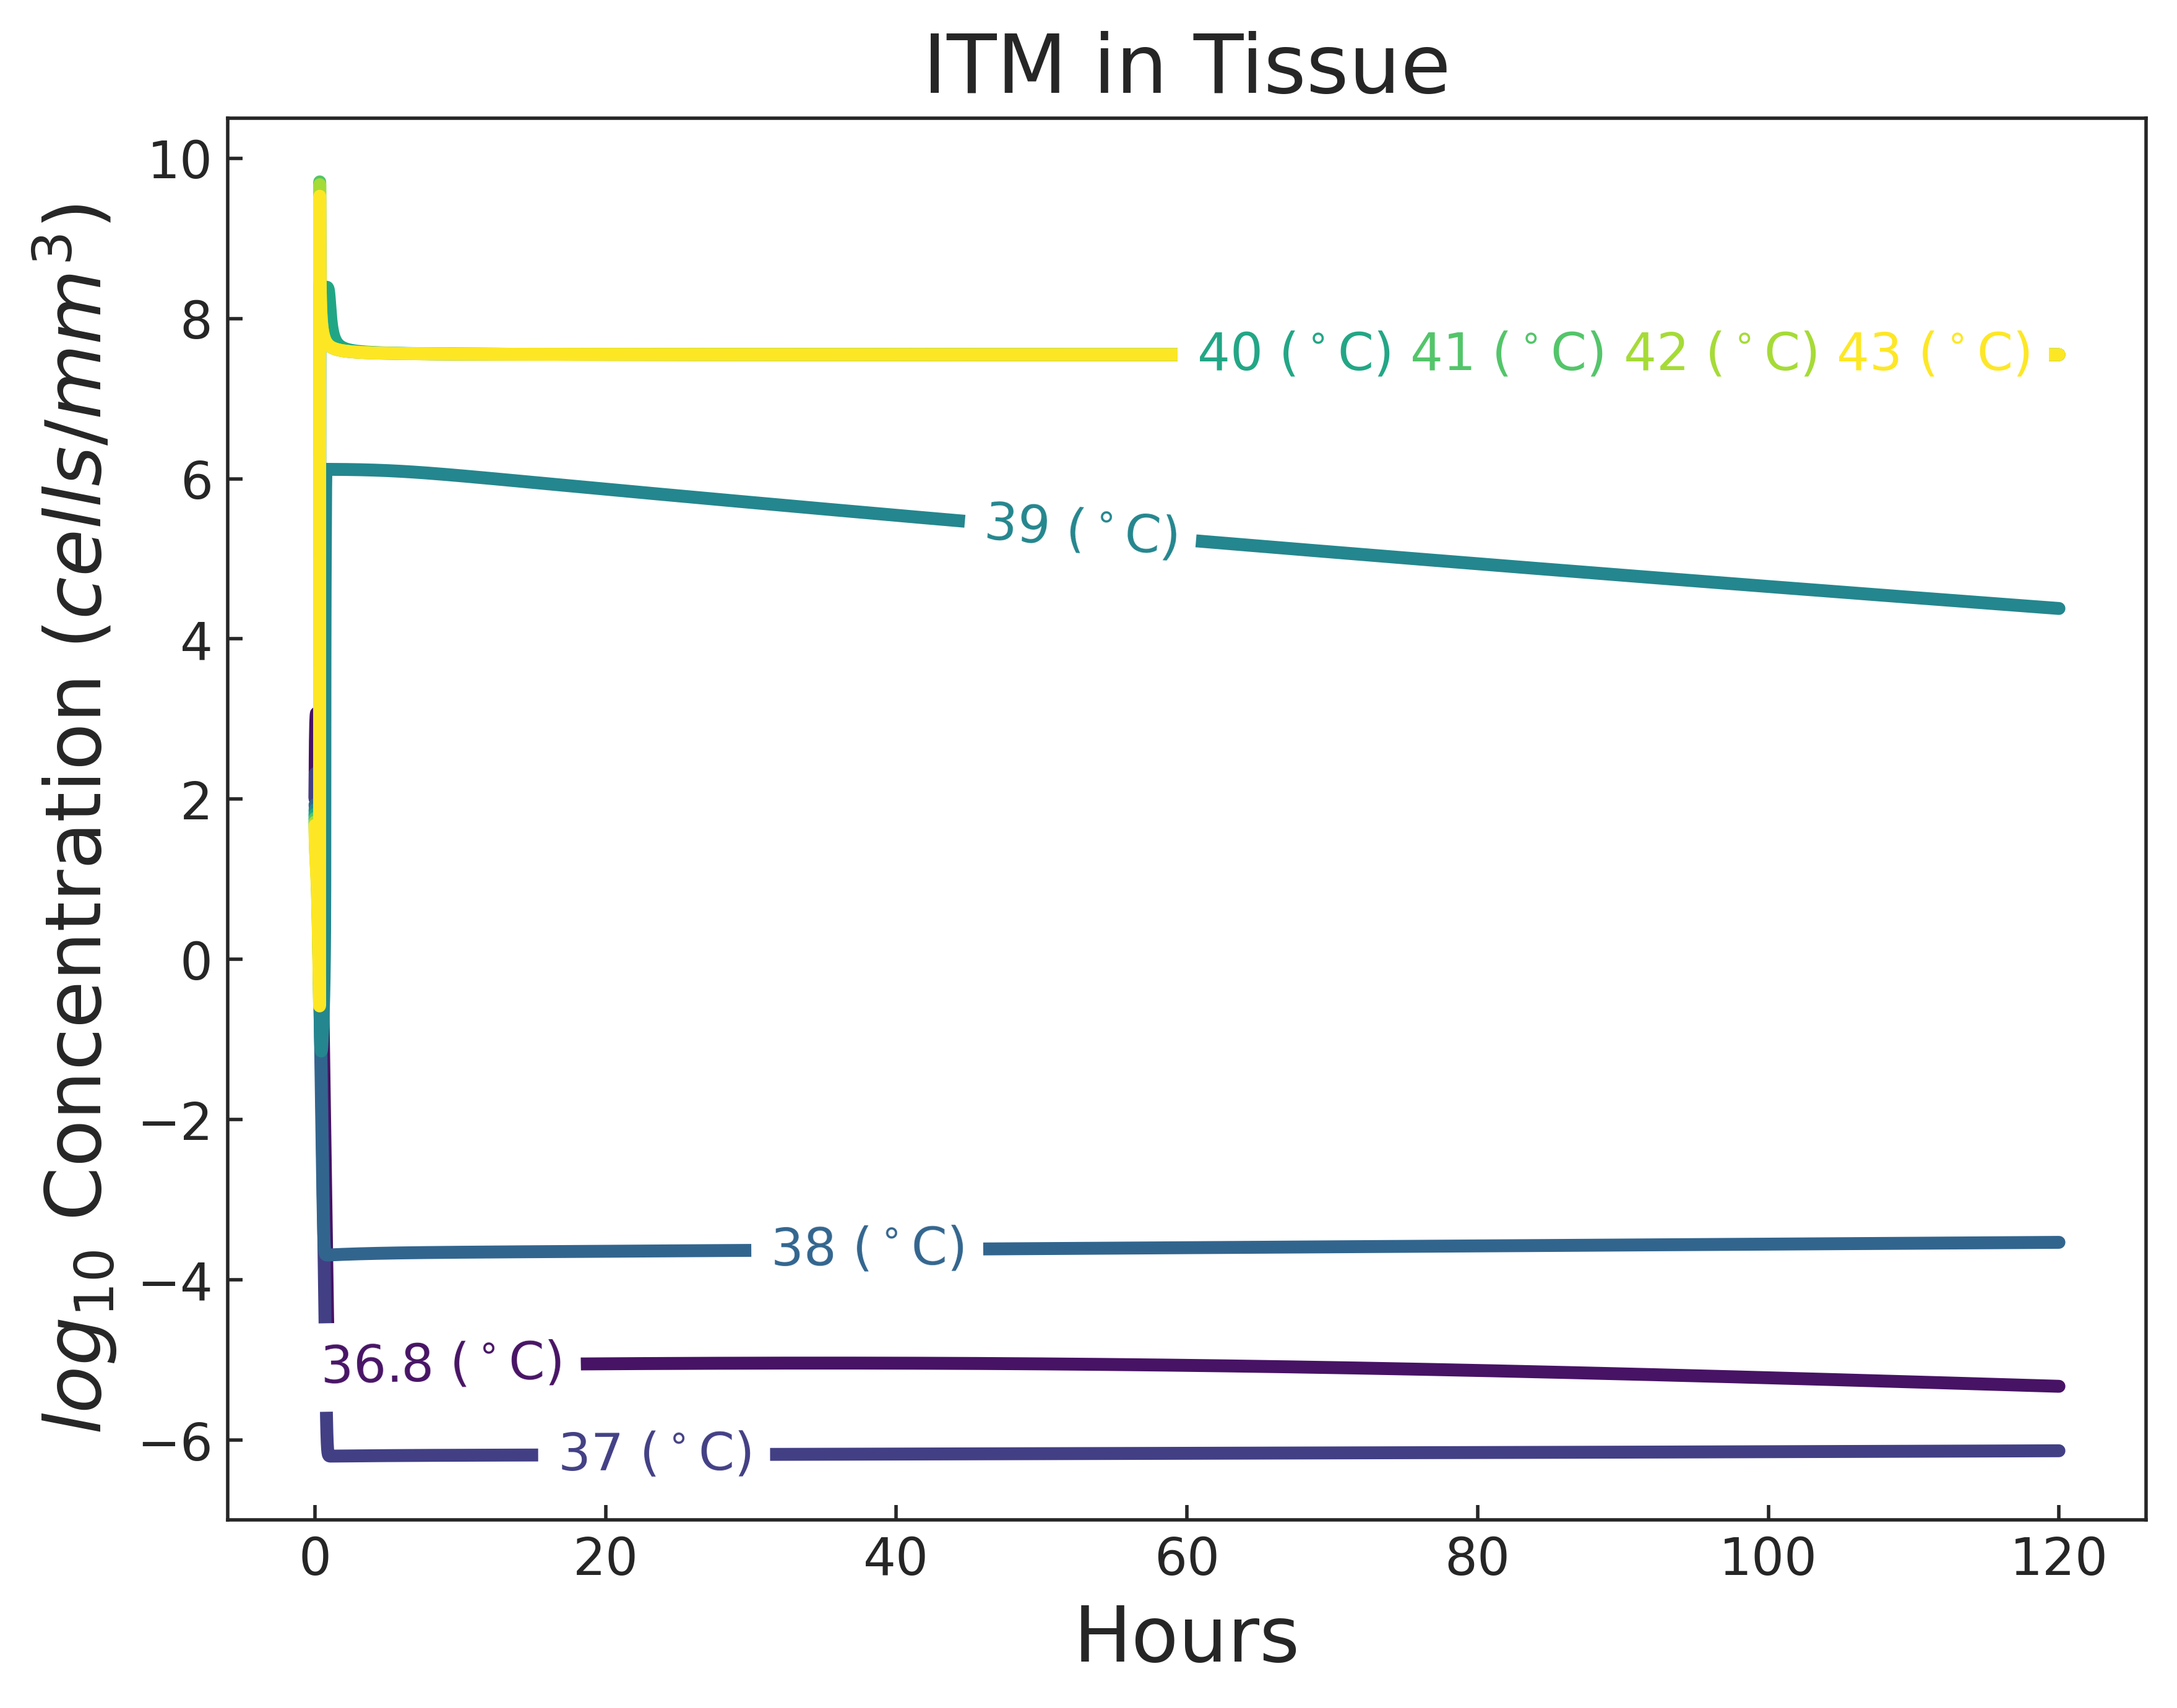 ITM in Tissue
log₁₀ Concentration (cells/mm³)
10
8
6
4
2
0
−2
−4
−6
40 (°C) 41 (°C) 42 (°C) 43 (°C)
39 (°C)
38 (°C)
36.8 (°C)
37 (°C)
0 20 40 60 80 100 120
Hours